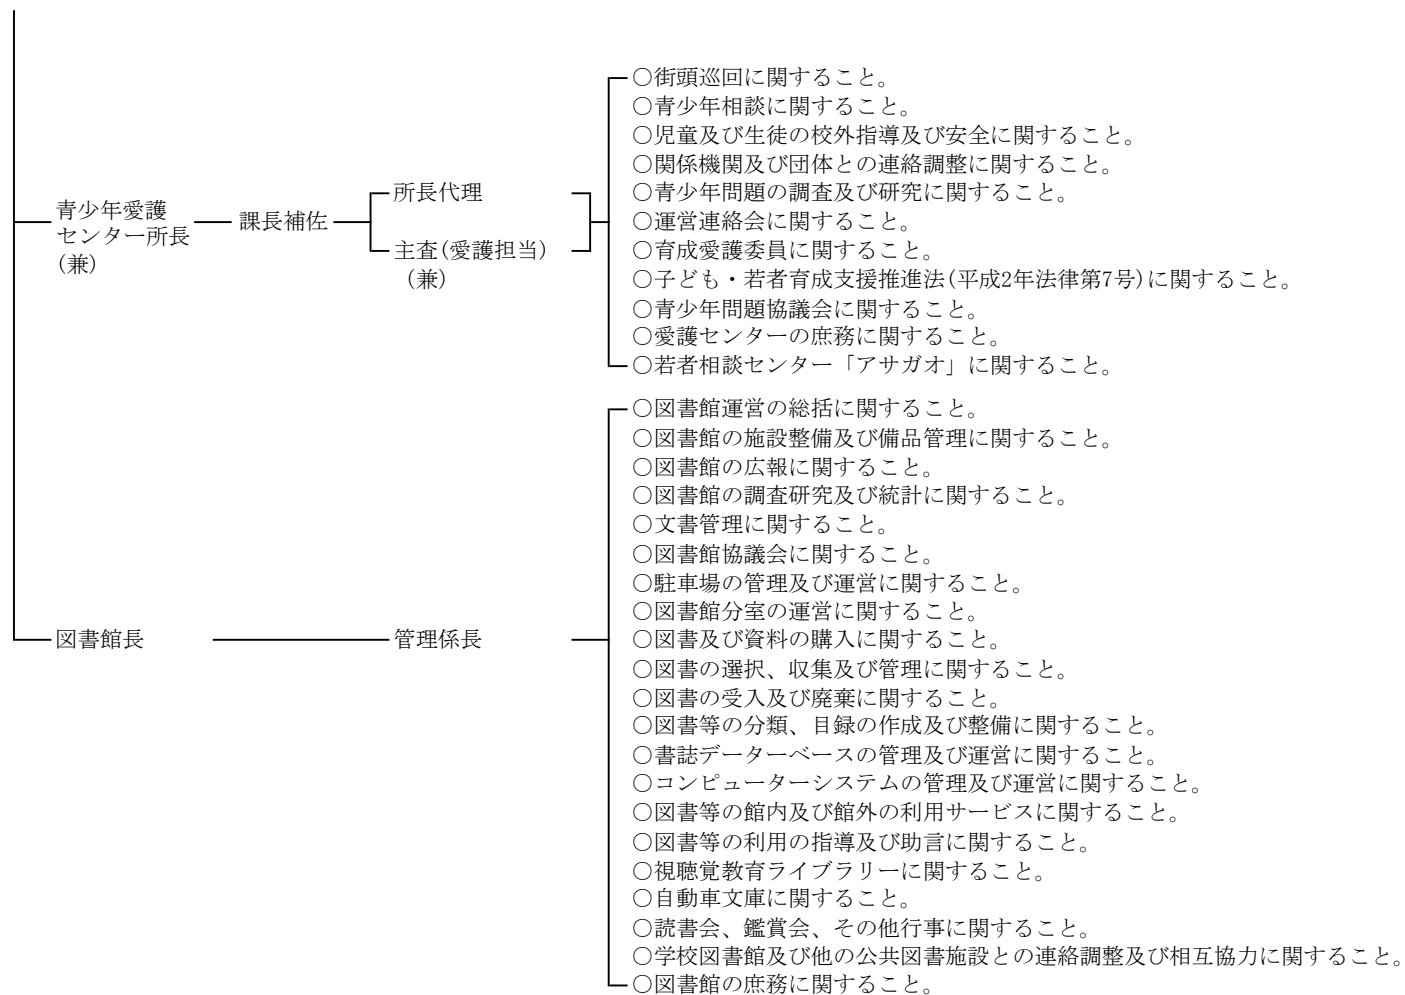 青少年愛護
センター所長
(兼)
課長補佐
所長代理
主査(愛護担当)
(兼)
○街頭巡回に関すること。
○青少年相談に関すること。
○児童及び生徒の校外指導及び安全に関すること。
○関係機関及び団体との連絡調整に関すること。
○青少年問題の調査及び研究に関すること。
○運営連絡会に関すること。
○育成愛護委員に関すること。
○子ども・若者育成支援推進法(平成2年法律第7号)に関すること。
○青少年問題協議会に関すること。
○愛護センターの庶務に関すること。
○若者相談センター「アサガオ」に関すること。
図書館長
管理係長
○図書館運営の総括に関すること。
○図書館の施設整備及び備品管理に関すること。
○図書館の広報に関すること。
○図書館の調査研究及び統計に関すること。
○文書管理に関すること。
○図書館協議会に関すること。
○駐車場の管理及び運営に関すること。
○図書館分室の運営に関すること。
○図書及び資料の購入に関すること。
○図書の選択、収集及び管理に関すること。
○図書の受入及び廃棄に関すること。
○図書等の分類、目録の作成及び整備に関すること。
○書誌データーベースの管理及び運営に関すること。
○コンピューターシステムの管理及び運営に関すること。
○図書等の館内及び館外の利用サービスに関すること。
○図書等の利用の指導及び助言に関すること。
○視聴覚教育ライブラリーに関すること。
○自動車文庫に関すること。
○読書会、鑑賞会、その他行事に関すること。
○学校図書館及び他の公共図書施設との連絡調整及び相互協力に関すること。
○図書館の庶務に関すること。